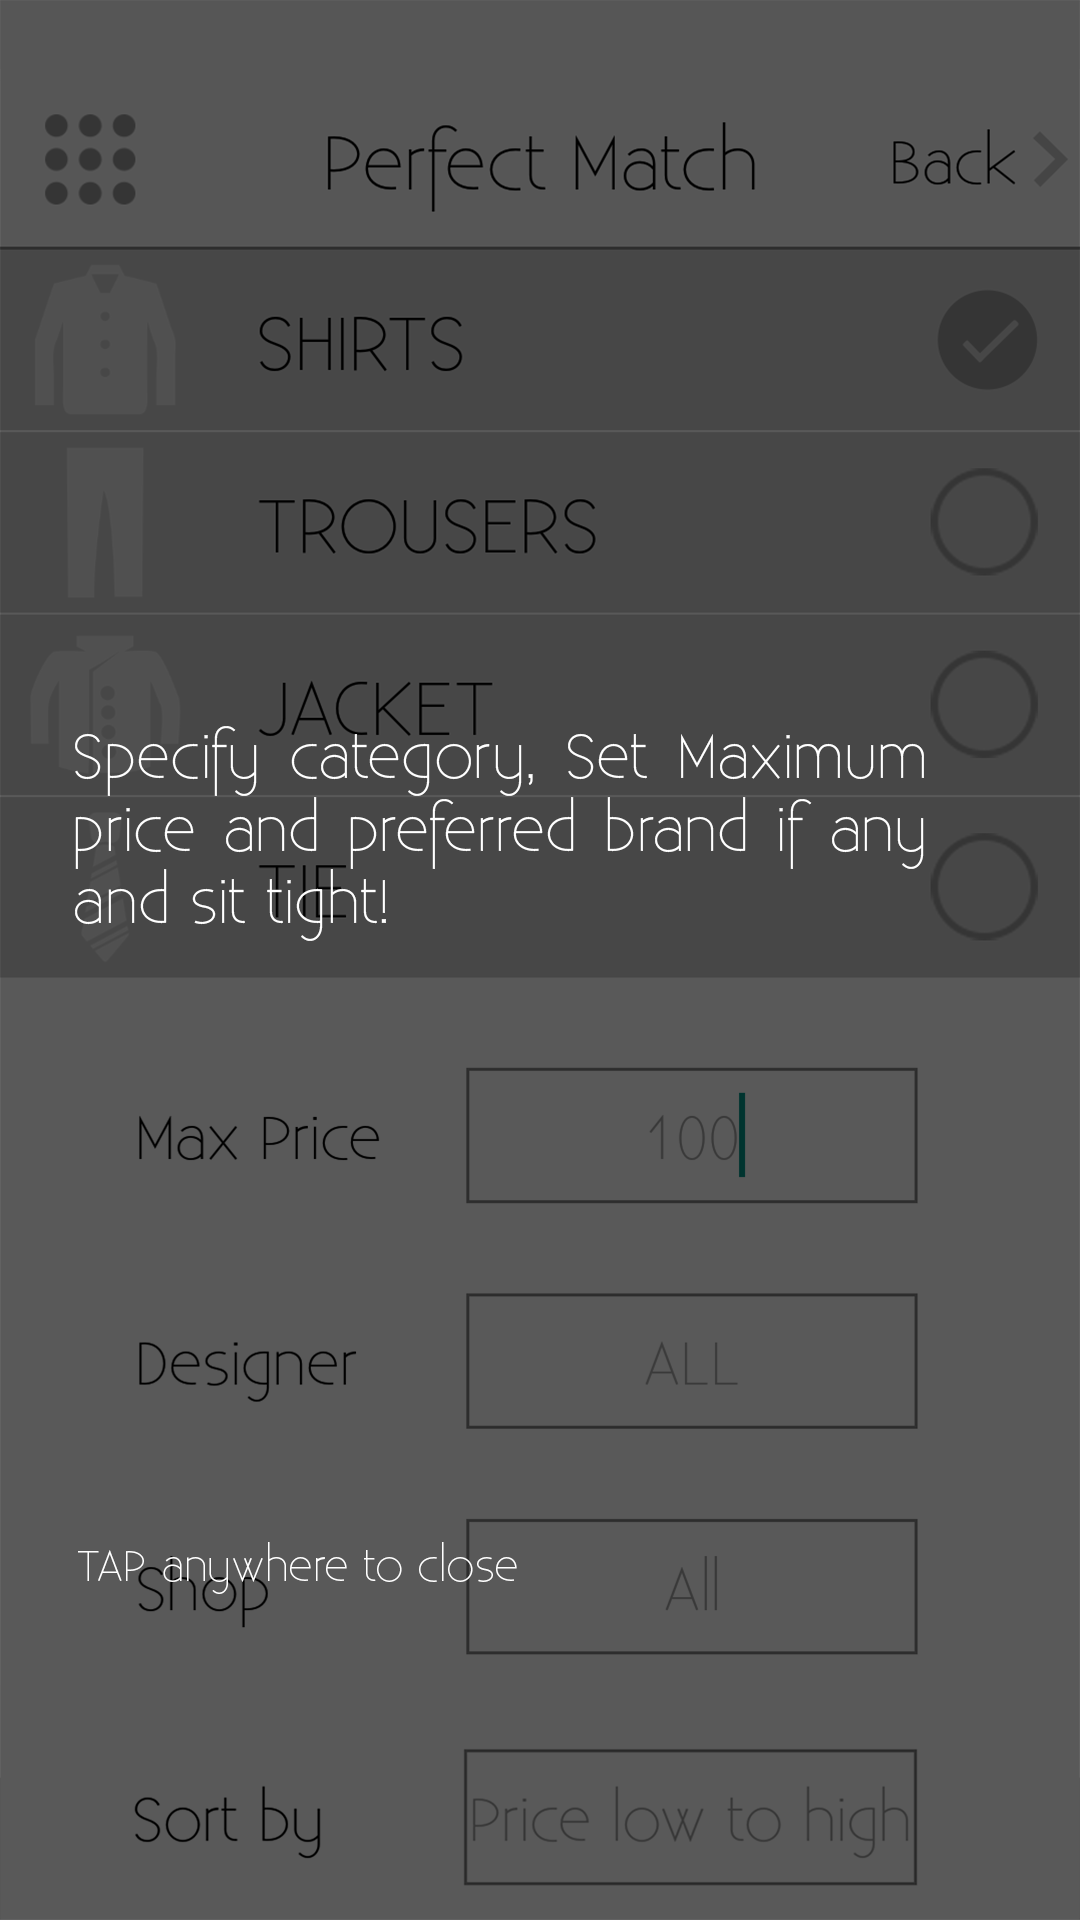 Perfect Match
Back
SHIRTS
TROUSERS
JACKET
Specify category, Set Maximum
price and preferred brand if any
TIE
and sit tight!
Max Price
100
Designer
ALL
TAP anywhere to close
Shop
All
Sort by
Price low to high